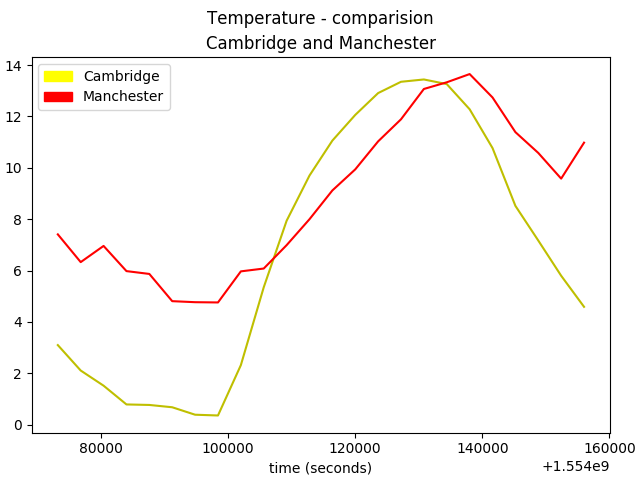 Temperature - comparision
Cambridge and Manchester
Cambridge
Manchester
14
12
10
8
6
4
2
0
80000 100000 120000 140000 160000
time (seconds)
+1.554e9